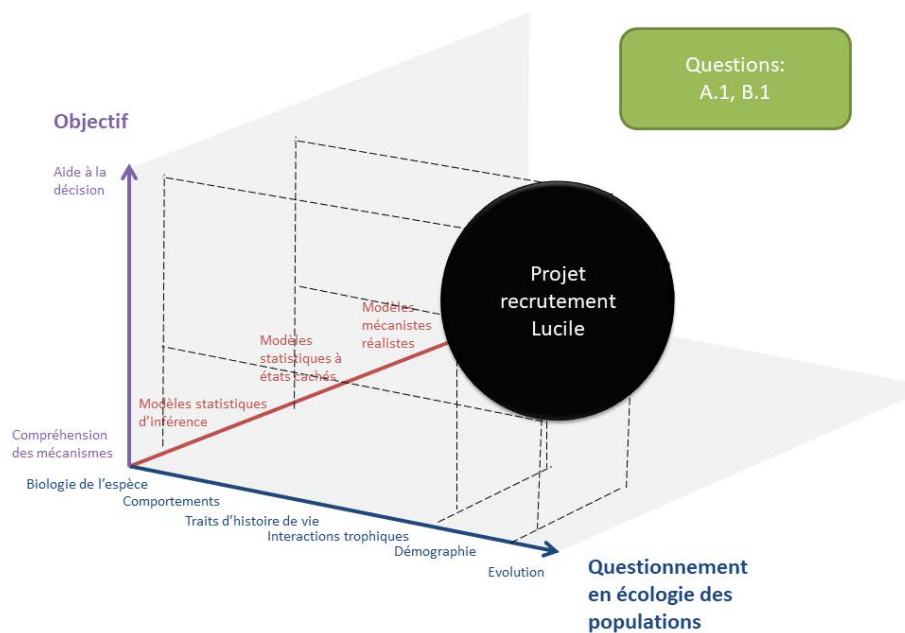 Questions:
A.1, B.1
Objectif
Aide à la
décision
Projet
recrutement
Lucile
Modèles
mécanistes
réalistes
Modèles
statistiques à
états cachés
Modèles statistiques
d'inférence
Compréhension
des mécanismes
Biologie de l'espèce
Comportements
Traits d'histoire de vie
Interactions trophiques
Démographie
Evolution
Questionnement
en écologie des
populations